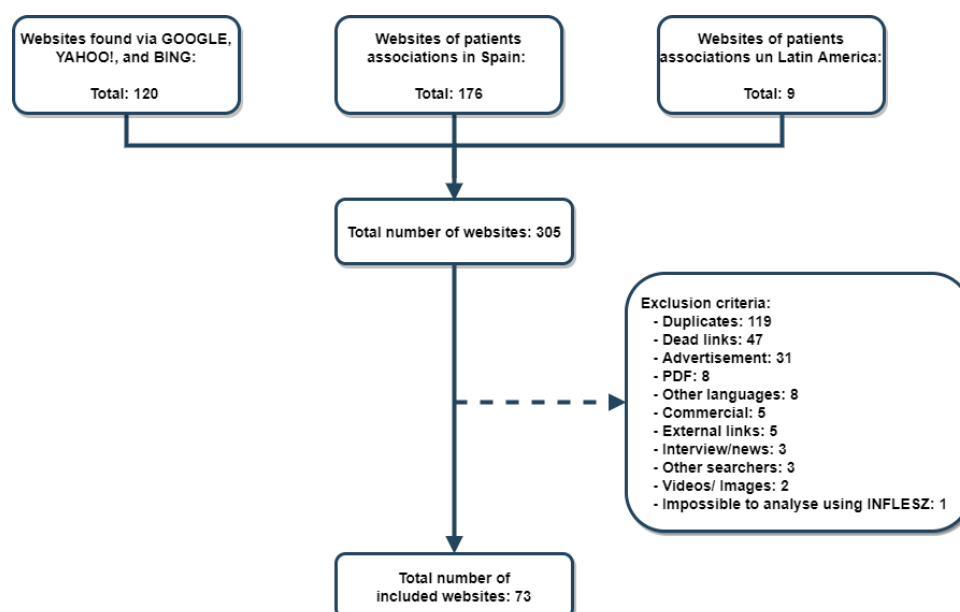 Websites found via GOOGLE,
YAHOO!, and BING:
Total: 120
Websites of patients
associations in Spain:
Total: 176
Websites of patients
associations un Latin America:
Total: 9
Total number of websites: 305
Exclusion criteria:
- Duplicates: 119
- Dead links: 47
- Advertisement: 31
- PDF: 8
- Other languages: 8
- Commercial: 5
- External links: 5
- Interview/news: 3
- Other searchers: 3
- Videos/ Images: 2
- Impossible to analyse using INFLESZ: 1
Total number of
included websites: 73